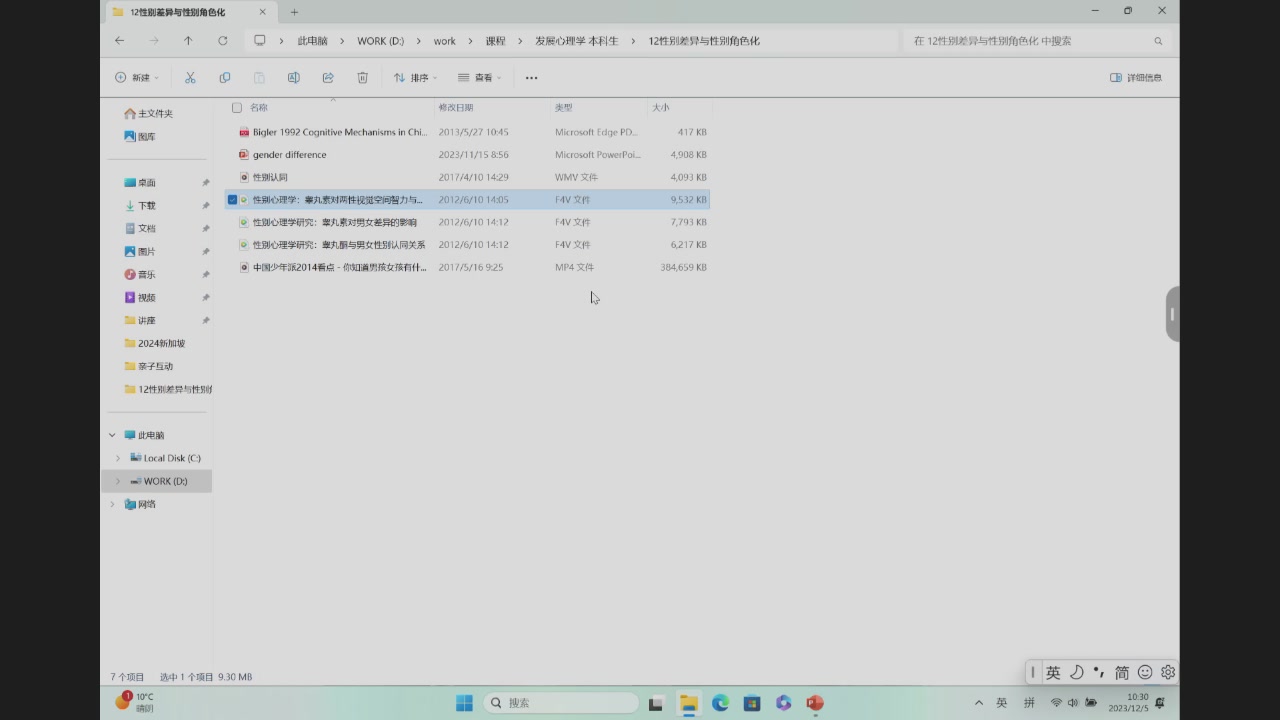 12性别差异与性别角色化
此电脑 > WORK (D:) > work > 课程 > 发展心理学 本科生 > 12性别差异与性别角色化
在 12性别差异与性别角色化 中搜索
新建 排序 查看 ··· 详细信息
名称 修改日期 类型 大小
Bigler 1992 Cognitive Mechanisms in Chi... 2013/5/27 10:45 Microsoft Edge PD... 417 KB
gender difference 2023/11/15 8:56 Microsoft PowerPoi... 4,908 KB
性别认同 2017/4/10 14:29 WMV 文件 4,093 KB
性别心理学：睾丸素对两性视觉空间智力与... 2012/6/10 14:05 F4V 文件 9,532 KB
性别心理学研究：睾丸素对男女差异的影响 2012/6/10 14:12 F4V 文件 7,793 KB
性别心理学研究：睾丸酮与男女性别认同关系 2012/6/10 14:12 F4V 文件 6,217 KB
中国少年派2014看点 - 你知道男孩女孩有什... 2017/5/16 9:25 MP4 文件 384,659 KB
主文件夹
图库
桌面
下载
文档
图片
音乐
视频
讲座
2024新加坡
亲子互动
12性别差异与性别角
此电脑
Local Disk (C:)
WORK (D:)
网络
7 个项目 选中 1 个项目 9.30 MB
英 简
1
10°C
晴朗
搜索
英 拼
10:30
2023/12/5